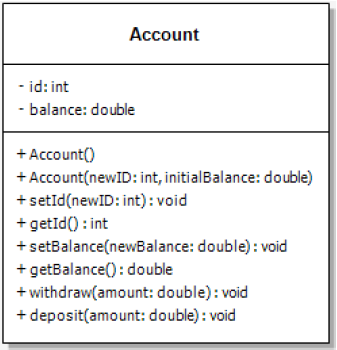 Account
- id: int
- balance: double
+ Account()
+ Account(newID: int, initialBalance: double)
+ setId(newID: int) : void
+ getId() : int
+ setBalance(newBalance: double) : void
+ getBalance() : double
+ withdraw(amount: double) : void
+ deposit(amount: double) : void